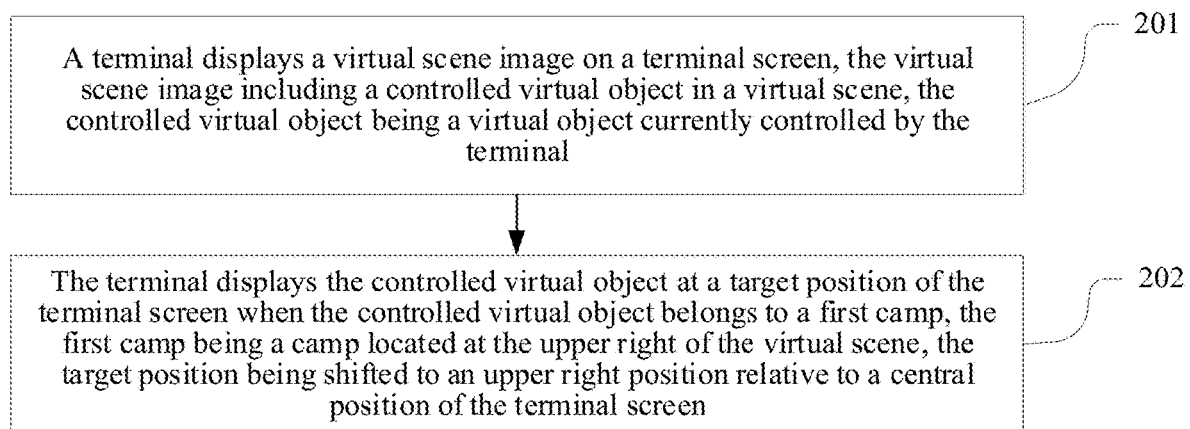 201
A terminal displays a virtual scene image on a terminal screen, the virtual
scene image including a controlled virtual object in a virtual scene, the
controlled virtual object being a virtual object currently controlled by the
terminal
202
The terminal displays the controlled virtual object at a target position of the
terminal screen when the controlled virtual object belongs to a first camp, the
first camp being a camp located at the upper right of the virtual scene, the
target position being shifted to an upper right position relative to a central
position of the terminal screen